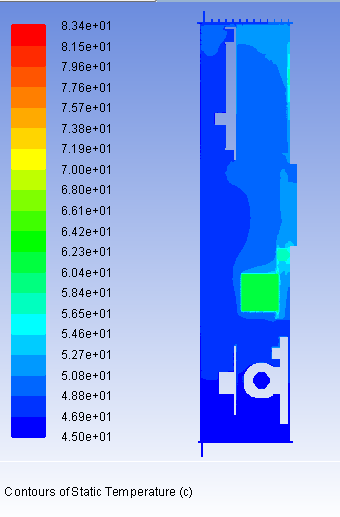 8.34e+01
8.15e+01
7.96e+01
7.76e+01
7.57e+01
7.38e+01
7.19e+01
7.00e+01
6.80e+01
6.61e+01
6.42e+01
6.23e+01
6.04e+01
5.84e+01
5.65e+01
5.46e+01
5.27e+01
5.08e+01
4.88e+01
4.69e+01
4.50e+01
Contours of Static Temperature (c)